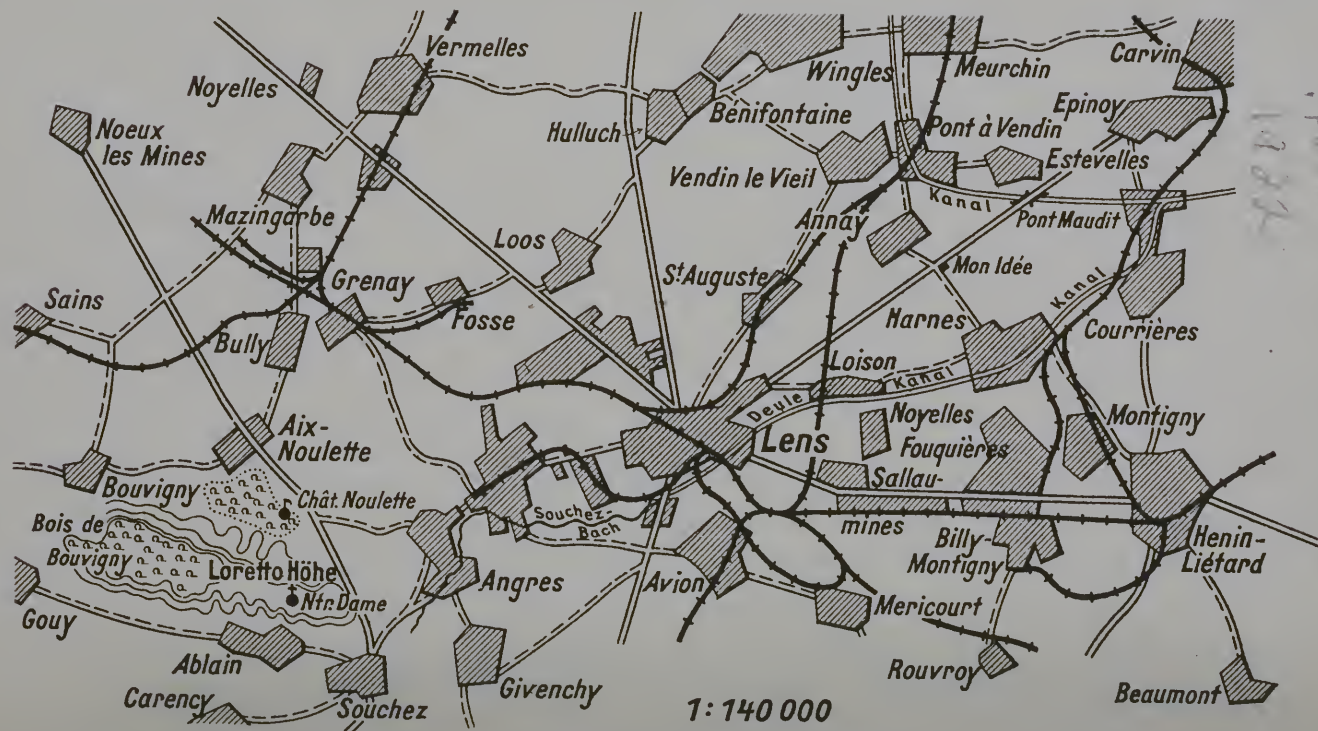 Vermelles
Noyelles
Noeux
les Mines
Mazingarbe
Hulluch
Bénifontaine
Wingles
Meurchin
Carvin
Epinoy
Pont à Vendin
Estevelles
Vendin le Vieil
Kanal
Pont Maudit
Annay
Loos
Grenay
St Auguste
Mon Idée
Sains
Bully
Fosse
Harnes
Kanal
Courrières
Loison
Kanal
Deule
Aix-
Noulette
Lens
Noyelles
Fouquières
Montigny
Bouvigny
Chât. Noulette
Sallau-
mines
Souchez-
Bach
Bois de
Bouvigny
Loretto Höhe
Ntr. Dame
Angres
Avion
Billy-
Montigny
Henin-
Liétard
Gouy
Mericourt
Ablain
Rouvroy
Carency
Souchez
Givenchy
Beaumont
1:140 000